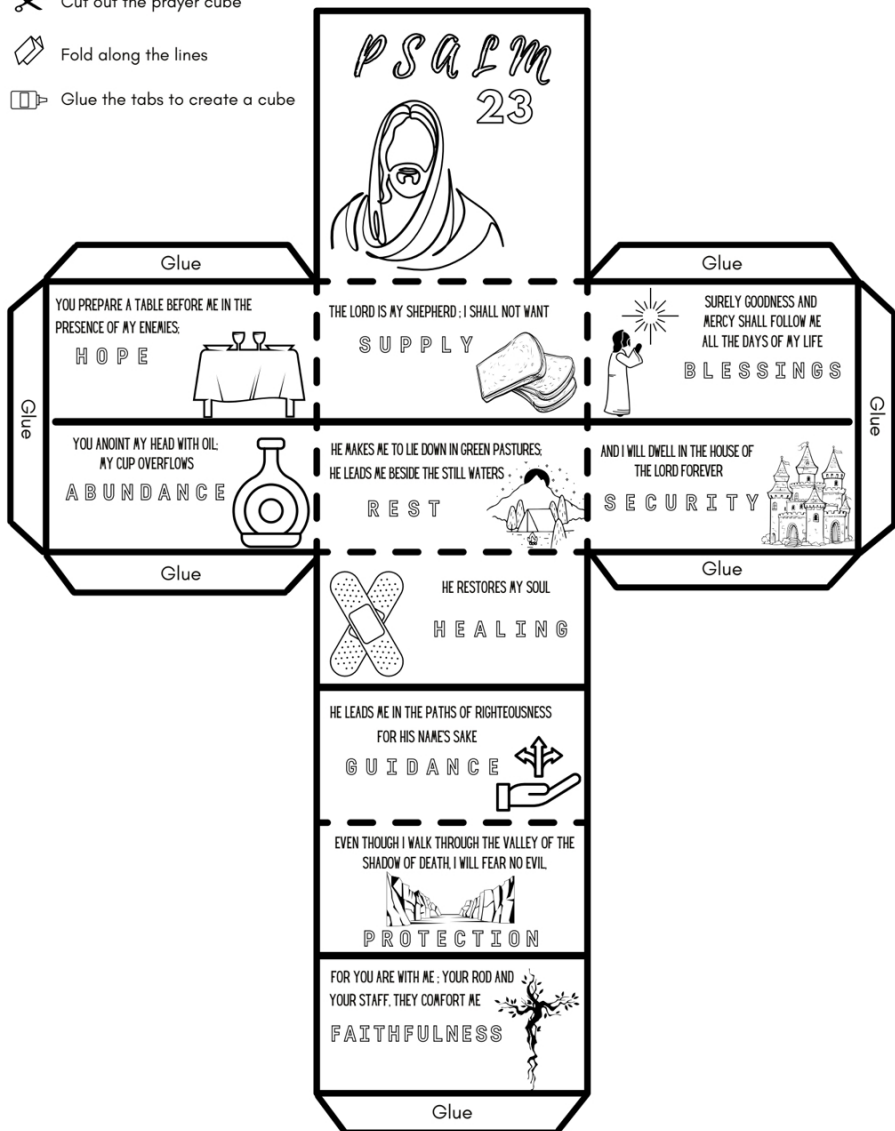 Cut out the prayer cube
Fold along the lines
Glue the tabs to create a cube
PSALM
23
Glue
Glue
Glue
YOU PREPARE A TABLE BEFORE ME IN THE
PRESENCE OF MY ENEMIES;
HOPE
THE LORD IS MY SHEPHERD ; I SHALL NOT WANT
SUPPLY
SURELY GOODNESS AND
MERCY SHALL FOLLOW ME
ALL THE DAYS OF MY LIFE
BLESSINGS
Glue
YOU ANOINT MY HEAD WITH OIL;
MY CUP OVERFLOWS
ABUNDANCE
HE MAKES ME TO LIE DOWN IN GREEN PASTURES;
HE LEADS ME BESIDE THE STILL WATERS
REST
AND I WILL DWELL IN THE HOUSE OF
THE LORD FOREVER
SECURITY
Glue
Glue
HE RESTORES MY SOUL
HEALING
HE LEADS ME IN THE PATHS OF RIGHTEOUSNESS
FOR HIS NAME'S SAKE
GUIDANCE
EVEN THOUGH I WALK THROUGH THE VALLEY OF THE
SHADOW OF DEATH, I WILL FEAR NO EVIL,
PROTECTION
FOR YOU ARE WITH ME ; YOUR ROD AND
YOUR STAFF, THEY COMFORT ME
FAITHFULNESS
Glue